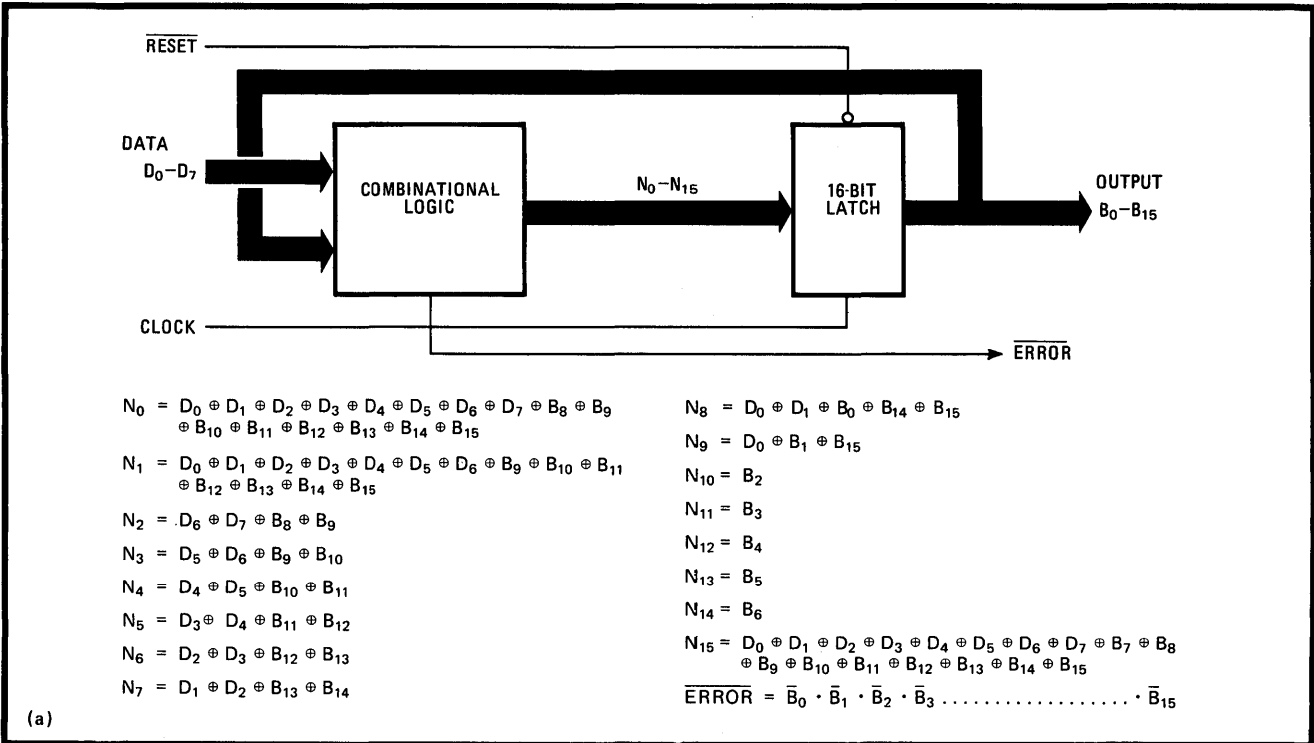 R̅E̅S̅E̅T̅
DATA
D₀–D₇
COMBINATIONAL
LOGIC
N₀–N₁₅
16-BIT
LATCH
OUTPUT
B₀–B₁₅
CLOCK
E̅R̅R̅O̅R̅
N₀ = D₀ ⊕ D₁ ⊕ D₂ ⊕ D₃ ⊕ D₄ ⊕ D₅ ⊕ D₆ ⊕ D₇ ⊕ B₈ ⊕ B₉
⊕ B₁₀ ⊕ B₁₁ ⊕ B₁₂ ⊕ B₁₃ ⊕ B₁₄ ⊕ B₁₅
N₁ = D₀ ⊕ D₁ ⊕ D₂ ⊕ D₃ ⊕ D₄ ⊕ D₅ ⊕ D₆ ⊕ B₉ ⊕ B₁₀ ⊕ B₁₁
⊕ B₁₂ ⊕ B₁₃ ⊕ B₁₄ ⊕ B₁₅
N₂ = D₆ ⊕ D₇ ⊕ B₈ ⊕ B₉
N₃ = D₅ ⊕ D₆ ⊕ B₉ ⊕ B₁₀
N₄ = D₄ ⊕ D₅ ⊕ B₁₀ ⊕ B₁₁
N₅ = D₃ ⊕ D₄ ⊕ B₁₁ ⊕ B₁₂
N₆ = D₂ ⊕ D₃ ⊕ B₁₂ ⊕ B₁₃
N₇ = D₁ ⊕ D₂ ⊕ B₁₃ ⊕ B₁₄
N₈ = D₀ ⊕ D₁ ⊕ B₀ ⊕ B₁₄ ⊕ B₁₅
N₉ = D₀ ⊕ B₁ ⊕ B₁₅
N₁₀ = B₂
N₁₁ = B₃
N₁₂ = B₄
N₁₃ = B₅
N₁₄ = B₆
N₁₅ = D₀ ⊕ D₁ ⊕ D₂ ⊕ D₃ ⊕ D₄ ⊕ D₅ ⊕ D₆ ⊕ D₇ ⊕ B₇ ⊕ B₈
⊕ B₉ ⊕ B₁₀ ⊕ B₁₁ ⊕ B₁₂ ⊕ B₁₃ ⊕ B₁₄ ⊕ B₁₅
E̅R̅R̅O̅R̅ = B̅₀ · B̅₁ · B̅₂ · B̅₃ ...................... · B̅₁₅
(a)